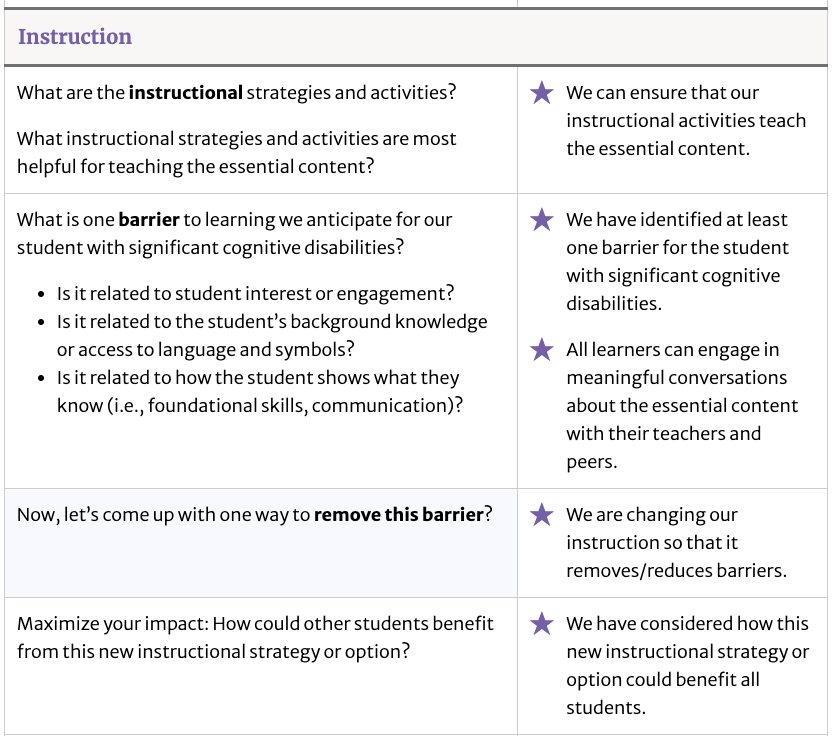 Instruction
What are the instructional strategies and activities?
What instructional strategies and activities are most
helpful for teaching the essential content?
We can ensure that our
instructional activities teach
the essential content.
What is one barrier to learning we anticipate for our
student with significant cognitive disabilities?
• Is it related to student interest or engagement?
• Is it related to the student’s background knowledge
or access to language and symbols?
• Is it related to how the student shows what they
know (i.e., foundational skills, communication)?
We have identified at least
one barrier for the student
with significant cognitive
disabilities.
All learners can engage in
meaningful conversations
about the essential content
with their teachers and
peers.
Now, let’s come up with one way to remove this barrier?
We are changing our
instruction so that it
removes/reduces barriers.
Maximize your impact: How could other students benefit
from this new instructional strategy or option?
We have considered how this
new instructional strategy or
option could benefit all
students.